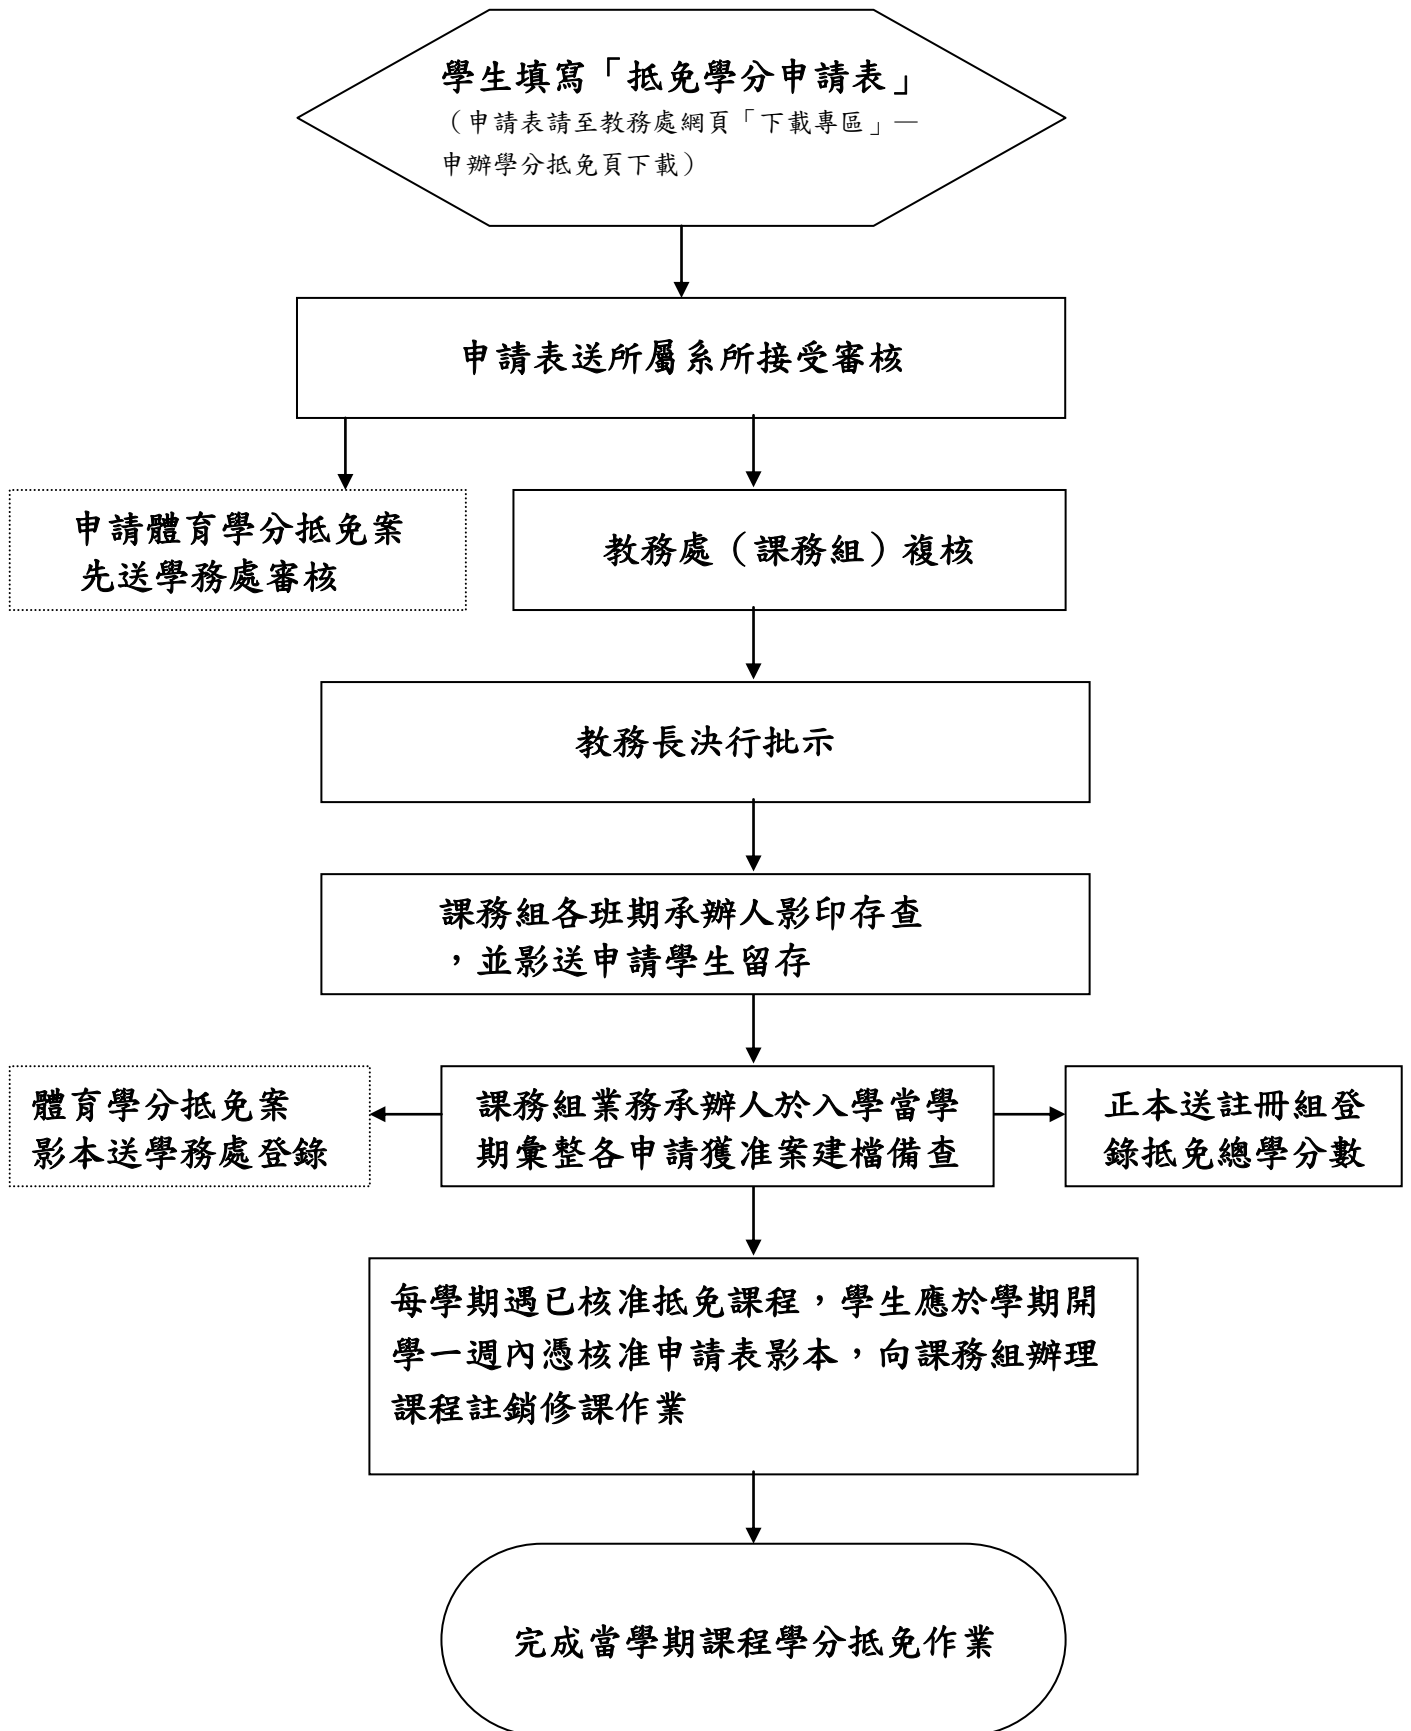 學生填寫「抵免學分申請表」
（申請表請至教務處網頁「下載專區」—
申辦學分抵免頁下載）
申請表送所屬系所接受審核
申請體育學分抵免案
先送學務處審核
教務處（課務組）複核
教務長決行批示
課務組各班期承辦人影印存查
，並影送申請學生留存
體育學分抵免案
影本送學務處登錄
課務組業務承辦人於入學當學
期彙整各申請獲准案建檔備查
正本送註冊組登
錄抵免總學分數
每學期遇已核准抵免課程，學生應於學期開
學一週內憑核准申請表影本，向課務組辦理
課程註銷修課作業
完成當學期課程學分抵免作業